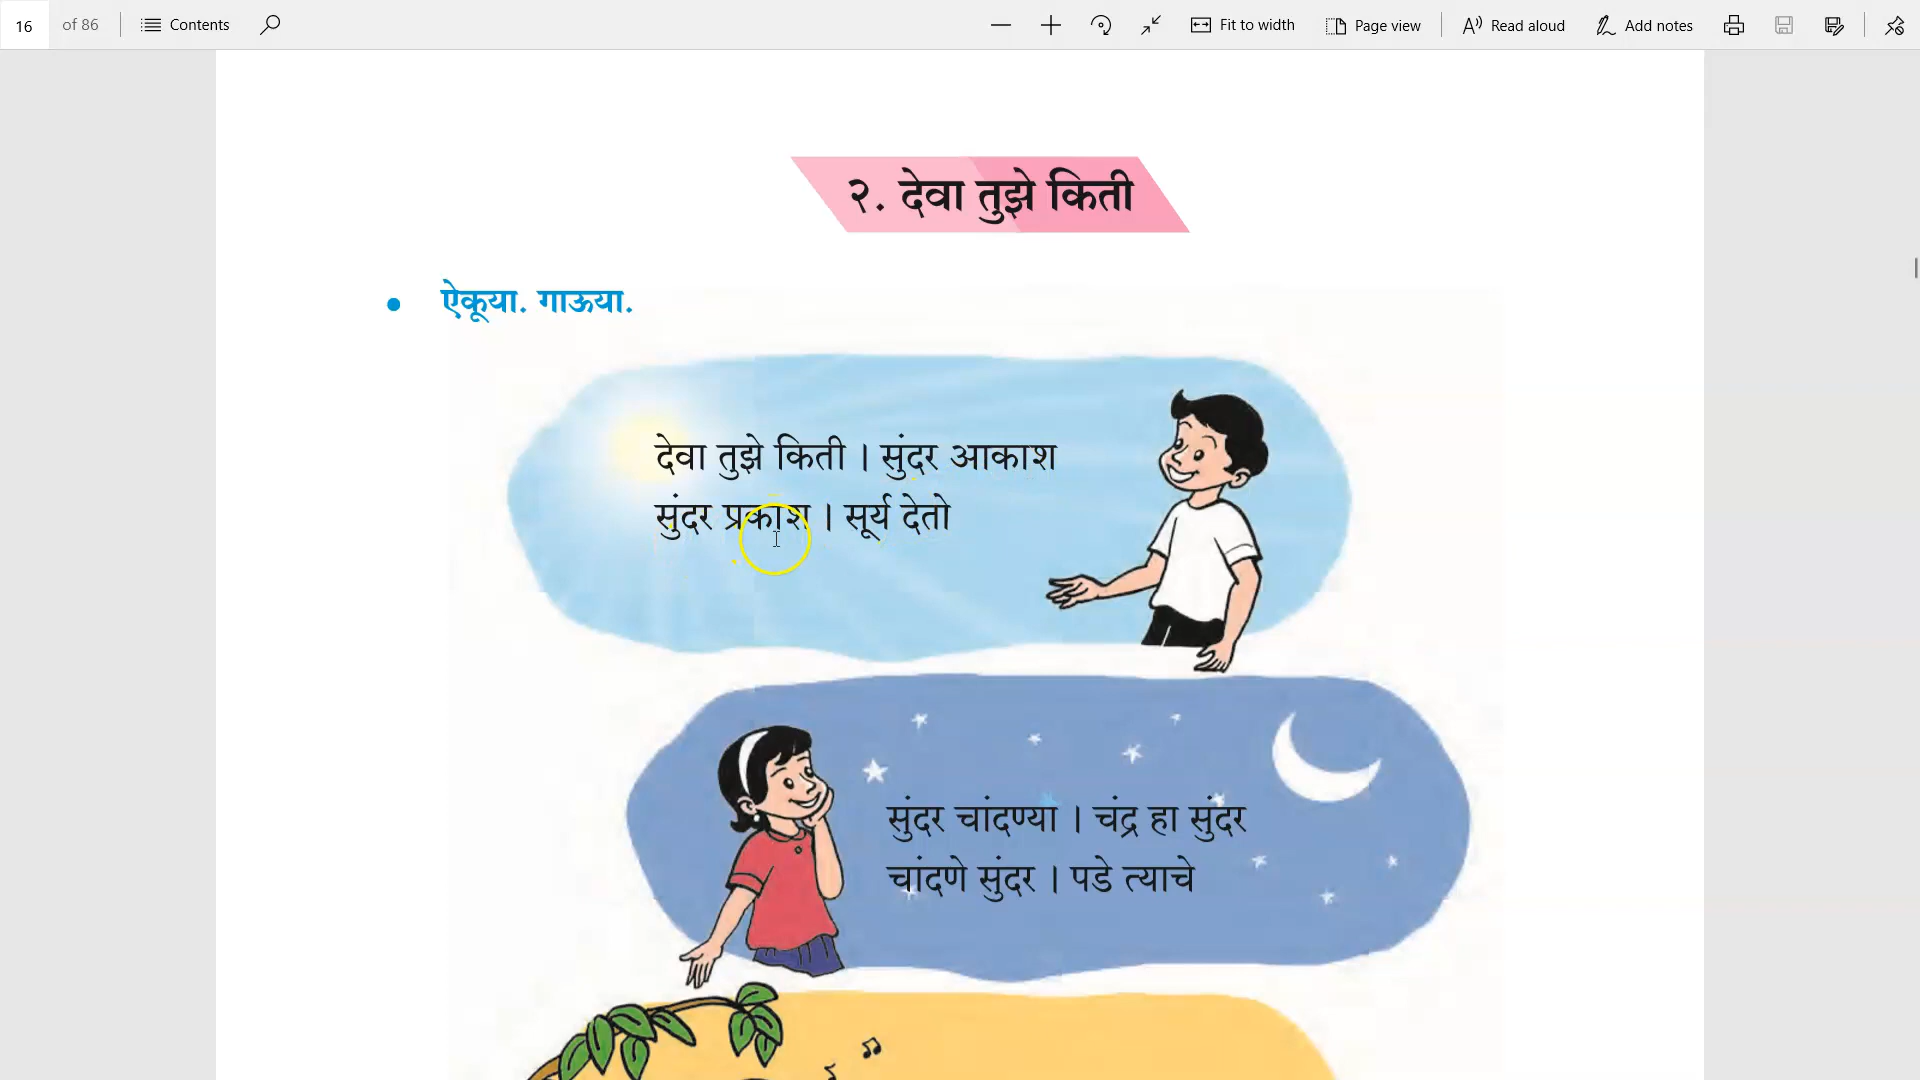 16 of 86 Contents Fit to width Page view Read aloud Add notes
२. देवा तुझे किती
• ऐकूया. गाऊया.
देवा तुझे किती । सुंदर आकाश
सुंदर प्रकाश । सूर्य देतो
सुंदर चांदण्या । चंद्र हा सुंदर
चांदणे सुंदर । पडे त्याचे